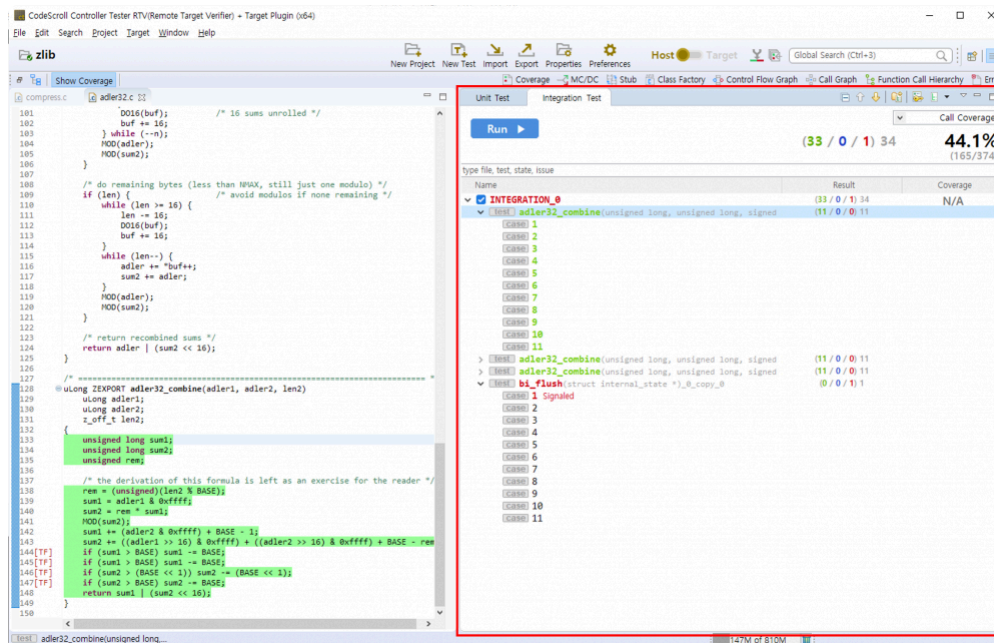 CodeScroll Controller Tester RTV(Remote Target Verifier) + Target Plugin (x64)
File Edit Search Project Target Window Help
zlib
New Project New Test Import Export Properties Preferences
Host Target
Global Search (Ctrl+3)
Show Coverage
Coverage MC/DC Stub Class Factory Control Flow Graph Call Graph Function Call Hierarchy Err
compress.c adler32.c
101 DO16(buf); /* 16 sums unrolled */
102 buf += 16;
103 } while (--n);
104 MOD(adler);
105 MOD(sum2);
106 }
107
108 /* do remaining bytes (less than NMAX, still just one modulo) */
109 if (len) { /* avoid modulos if none remaining */
110 while (len >= 16) {
111 len -= 16;
112 DO16(buf);
113 buf += 16;
114 }
115 while (len--) {
116 adler += *buf++;
117 sum2 += adler;
118 }
119 MOD(adler);
120 MOD(sum2);
121 }
122
123 /* return recombined sums */
124 return adler | (sum2 << 16);
125 }
126
127 /* ========================================================================= *
128 uLong ZEXPORT adler32_combine(adler1, adler2, len2)
129 uLong adler1;
130 uLong adler2;
131 z_off_t len2;
132 {
133 unsigned long sum1;
134 unsigned long sum2;
135 unsigned rem;
136
137 /* the derivation of this formula is left as an exercise for the reader */
138 rem = (unsigned)(len2 % BASE);
139 sum1 = adler1 & 0xffff;
140 sum2 = rem * sum1;
141 MOD(sum2);
142 sum1 += (adler2 & 0xffff) + BASE - 1;
143 sum2 += ((adler1 >> 16) & 0xffff) + ((adler2 >> 16) & 0xffff) + BASE - rem
144[TF] if (sum1 > BASE) sum1 -= BASE;
145[TF] if (sum1 > BASE) sum1 -= BASE;
146[TF] if (sum2 > (BASE << 1)) sum2 -= (BASE << 1);
147[TF] if (sum2 > BASE) sum2 -= BASE;
148 return sum1 | (sum2 << 16);
149 }
150
Unit Test Integration Test
Run
Call Coverage
(33 / 0 / 1) 34
44.1%
(165/374
type file, test, state, issue
Name Result Coverage
INTEGRATION_0 (33 / 0 / 1) 34 N/A
test adler32_combine(unsigned long, unsigned long, signed (11 / 0 / 0) 11
case 1
case 2
case 3
case 4
case 5
case 6
case 7
case 8
case 9
case 10
case 11
test adler32_combine(unsigned long, unsigned long, signed (11 / 0 / 0) 11
test adler32_combine(unsigned long, unsigned long, signed (11 / 0 / 0) 11
test bi_flush(struct internal_state *)_0_copy_0 (0 / 0 / 1) 1
case 1 Signaled
case 2
case 3
case 4
case 5
case 6
case 7
case 8
case 9
case 10
case 11
test adler32_combine(unsigned long,...
147M of 810M